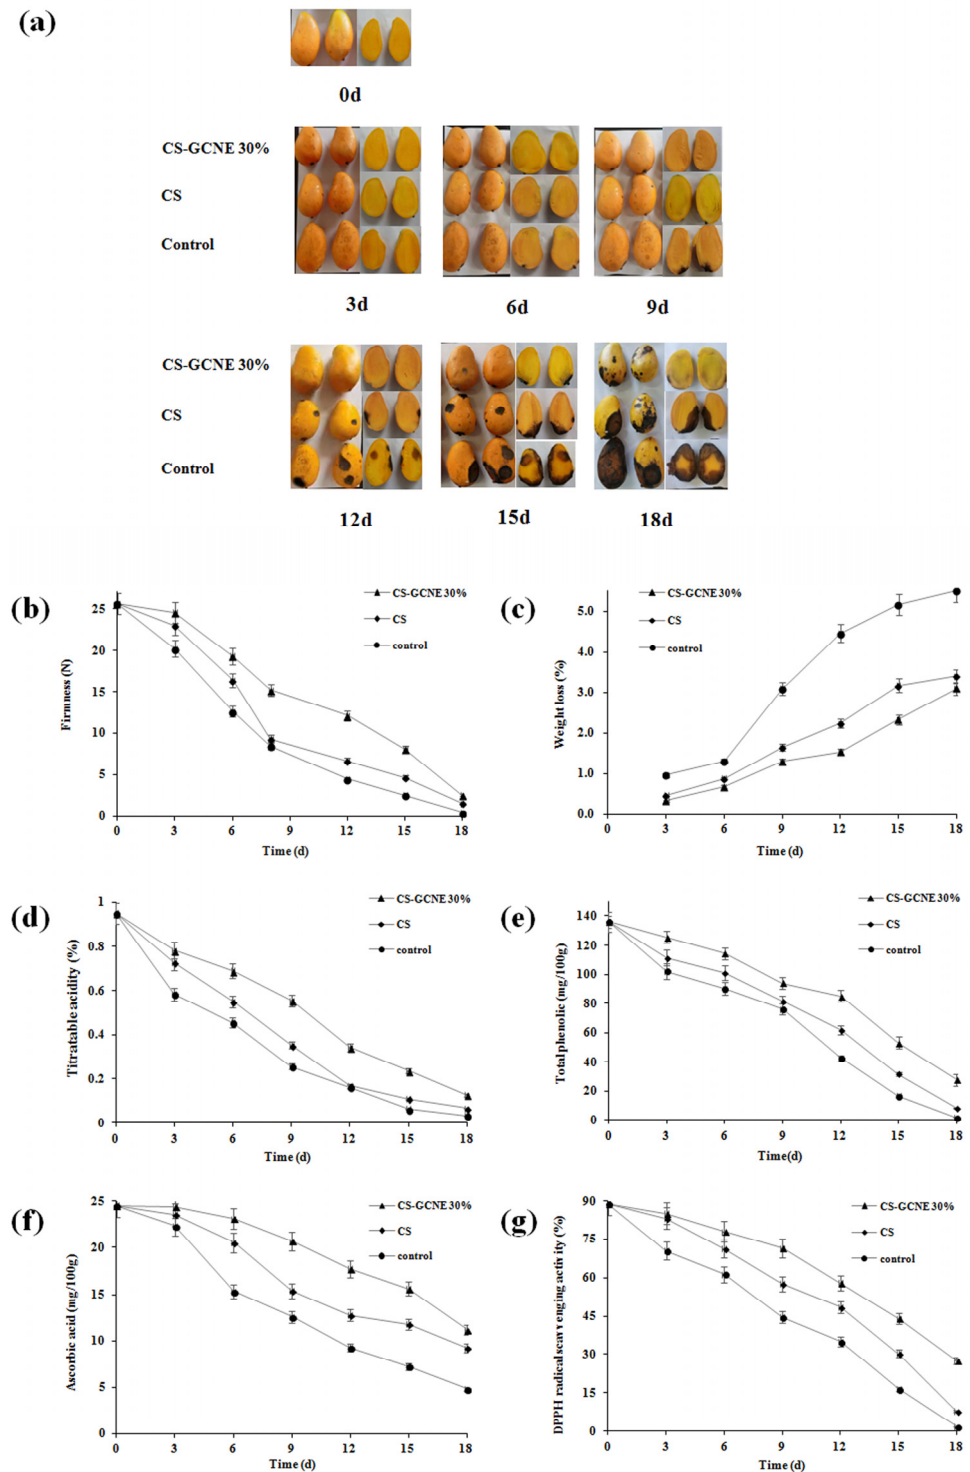 (a)
0d
CS-GCNE 30%
CS
Control
3d
6d
9d
CS-GCNE 30%
CS
Control
12d
15d
18d
(b)
CS-GCNE 30%
CS
control
Firmness (N)
25
20
15
10
5
0
0 3 6 9 12 15 18
Time (d)
(c)
CS-GCNE 30%
CS
control
Weight loss (%)
5.0
4.0
3.0
2.0
1.0
0.0
0 3 6 9 12 15 18
Time (d)
(d)
CS-GCNE 30%
CS
control
Titratable acidity (%)
1
0.8
0.6
0.4
0.2
0
0 3 6 9 12 15 18
Time (d)
(e)
CS-GCNE 30%
CS
control
Total phenolic (mg/100g)
140
120
100
80
60
40
20
0
0 3 6 9 12 15 18
Time(d)
(f)
CS-GCNE 30%
CS
control
Ascorbic acid (mg/100g)
25
20
15
10
5
0
0 3 6 9 12 15 18
Time (d)
(g)
CS-GCNE 30%
CS
control
DPPH radical scavvenging activity (%)
90
75
60
45
30
15
0
0 3 6 9 12 15 18
Time (d)